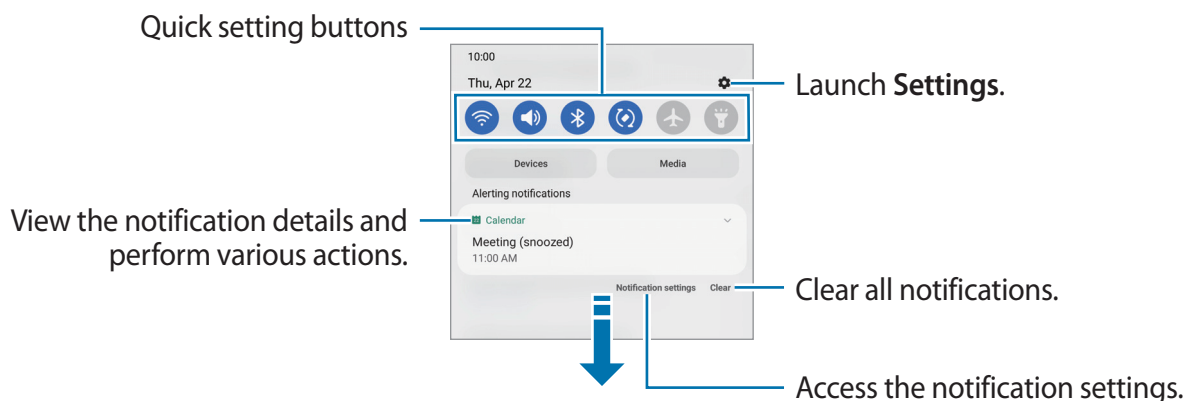 Quick setting buttons
10:00
Thu, Apr 22
Launch Settings.
Devices
Media
Alerting notifications
View the notification details and
perform various actions.
Calendar
Meeting (snoozed)
11:00 AM
Notification settings
Clear
Clear all notifications.
Access the notification settings.